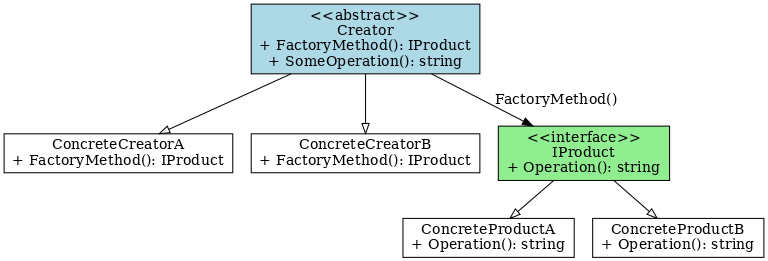 <<abstract>>
Creator
+ FactoryMethod(): IProduct
+ SomeOperation(): string
FactoryMethod()
ConcreteCreatorA
+ FactoryMethod(): IProduct
ConcreteCreatorB
+ FactoryMethod(): IProduct
<<interface>>
IProduct
+ Operation(): string
ConcreteProductA
+ Operation(): string
ConcreteProductB
+ Operation(): string